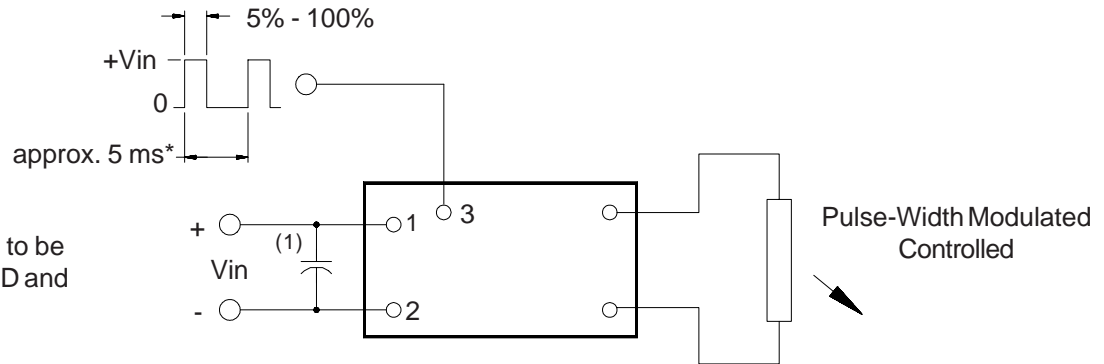 5% - 100%
+Vin
0
approx. 5 ms*
1
3
+
(1)
to be
D and
Vin
-
2
Pulse-Width Modulated
Controlled